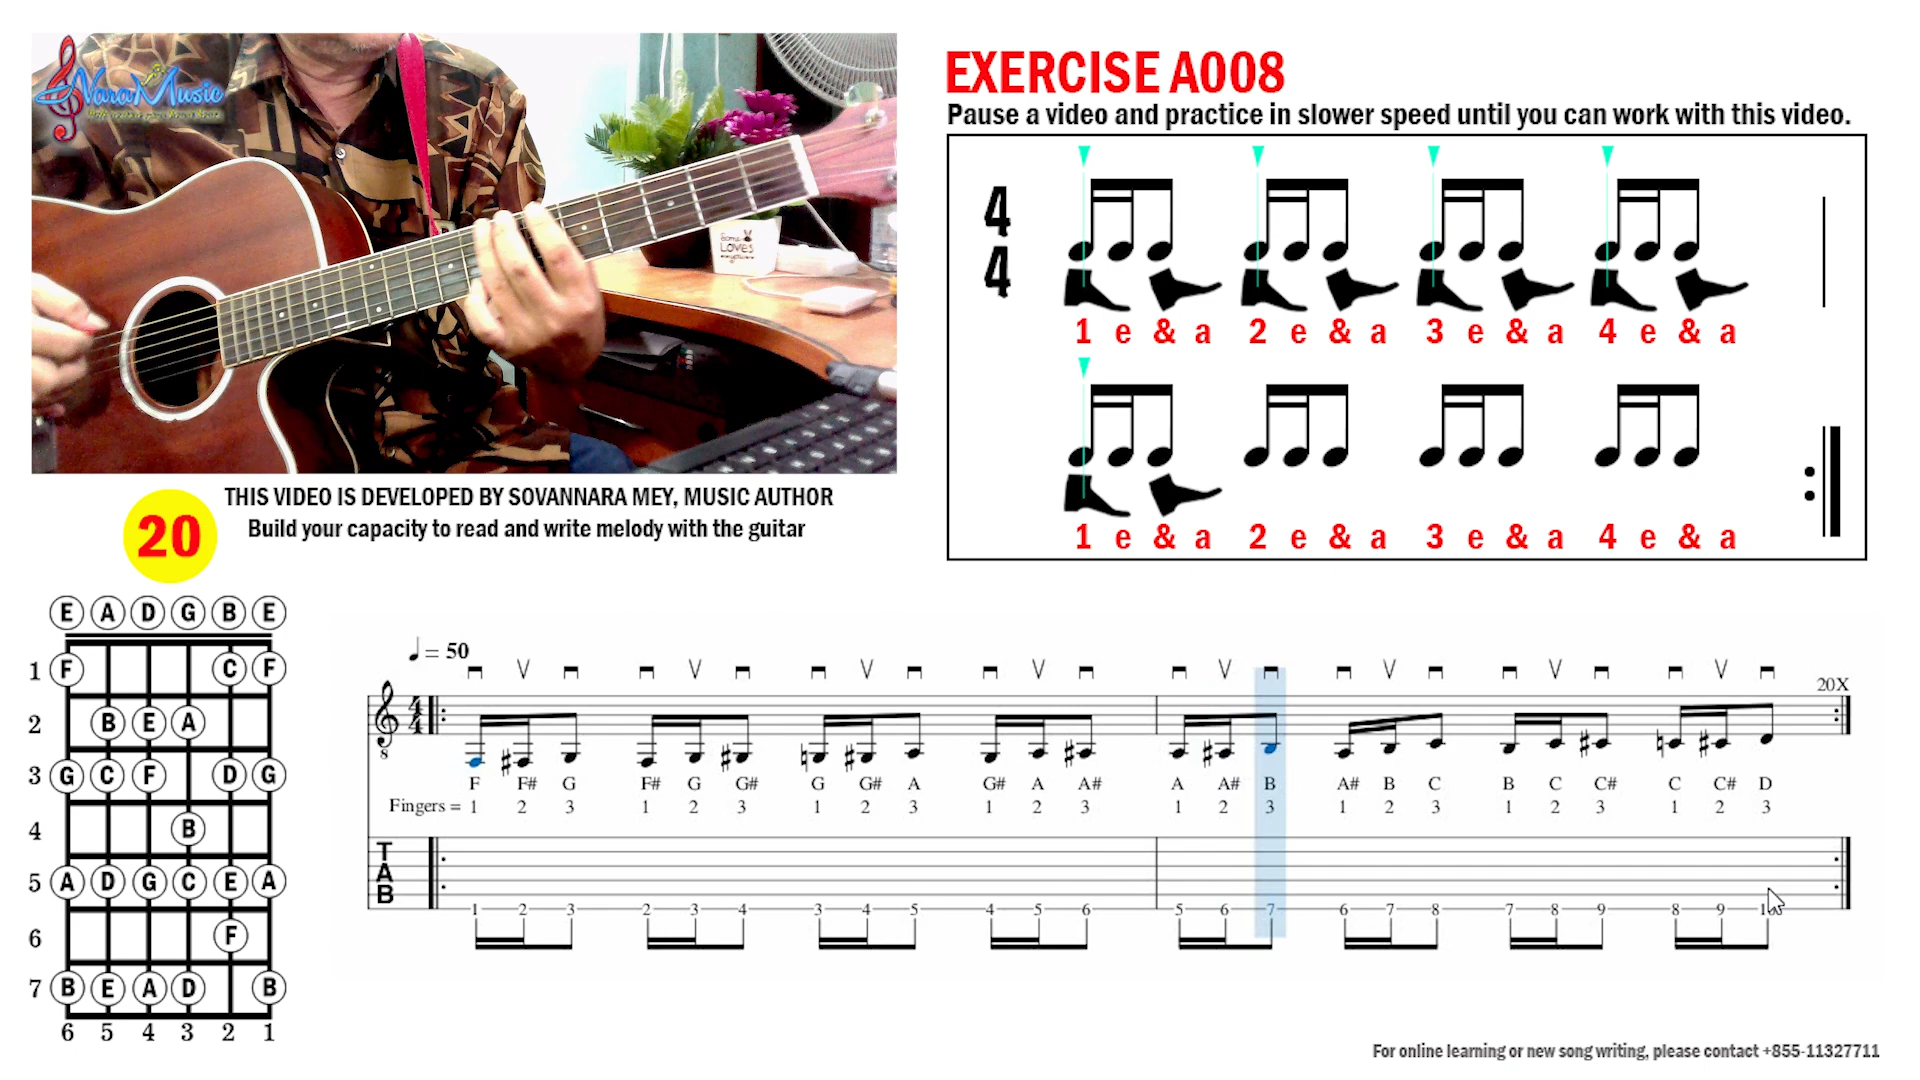 NaraMusic
EXERCISE A008
Pause a video and practice in slower speed until you can work with this video.
4
4
1 e & a 2 e & a 3 e & a 4 e & a
1 e & a 2 e & a 3 e & a 4 e & a
Some
LOVES
THIS VIDEO IS DEVELOPED BY SOVANNARA MEY, MUSIC AUTHOR
20
Build your capacity to read and write melody with the guitar
E A D G B E
1 F C F
2 B E A
3 G C F D G
4 B
5 A D G C E A
6 F
7 B E A D B
6 5 4 3 2 1
= 50
20X
4
4
8
F F# G F# G G# G G# A G# A A# A A# B A# B C B C C# C C# D
Fingers = 1 2 3 1 2 3 1 2 3 1 2 3 1 2 3 1 2 3 1 2 3 1 2 3
T
A
B
1 2 3 2 3 4 3 4 5 4 5 6 5 6 7 6 7 8 7 8 9 8 9
For online learning or new song writing, please contact +855-11327711